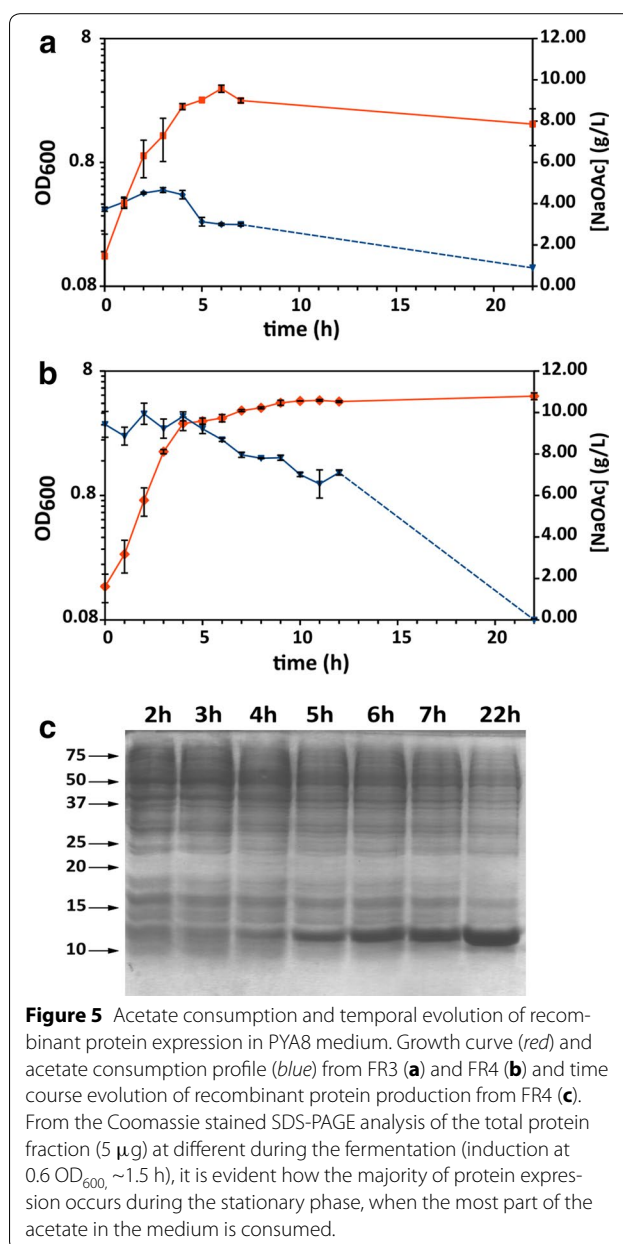 a
8
12.00
10.00
8.00
0.8
6.00
4.00
2.00
0.08
0.00
OD600
[NaOAc] (g/L)
0 5 10 15 20
time (h)
b
8
12.00
10.00
8.00
0.8
6.00
4.00
2.00
0.08
0.00
OD600
[NaOAc] (g/L)
0 5 10 15 20
time (h)
c
2h 3h 4h 5h 6h 7h 22h
75
50
37
25
20
15
10
Figure 5 Acetate consumption and temporal evolution of recom-
binant protein expression in PYA8 medium. Growth curve (red) and
acetate consumption profile (blue) from FR3 (a) and FR4 (b) and time
course evolution of recombinant protein production from FR4 (c).
From the Coomassie stained SDS-PAGE analysis of the total protein
fraction (5 μg) at different during the fermentation (induction at
0.6 OD600, ~1.5 h), it is evident how the majority of protein expres-
sion occurs during the stationary phase, when the most part of the
acetate in the medium is consumed.